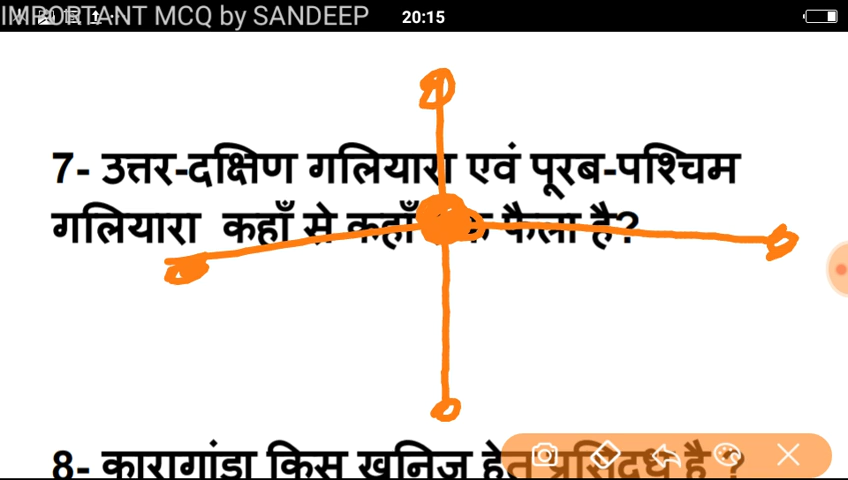 IMPORTANT MCQ by SANDEEP
20:15
7- उत्तर-दक्षिण गलियारा एवं पूरब-पश्चिम
गलियारा कहाँ से कहाँ फैला है?
8- कारागांडा किस खनिज हेतु प्रसिद्ध है ?